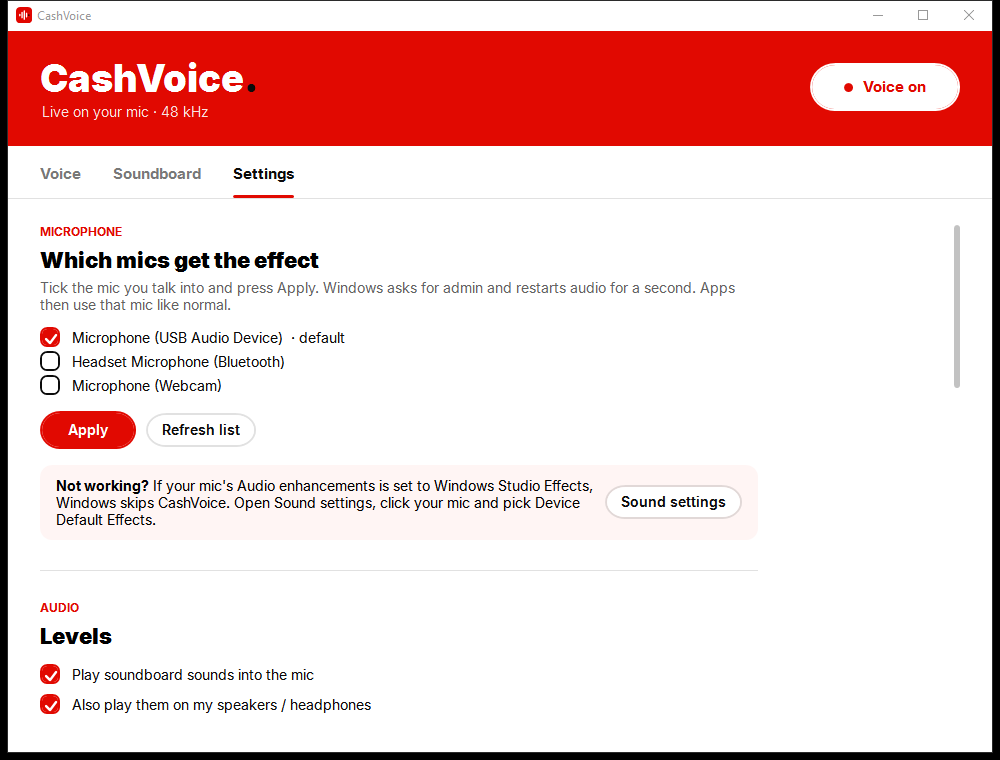 CashVoice
CashVoice.
Live on your mic · 48 kHz
Voice on
Voice
Soundboard
Settings
MICROPHONE
Which mics get the effect
Tick the mic you talk into and press Apply. Windows asks for admin and restarts audio for a second. Apps
then use that mic like normal.
Microphone (USB Audio Device) · default
Headset Microphone (Bluetooth)
Microphone (Webcam)
Apply
Refresh list
Not working? If your mic's Audio enhancements is set to Windows Studio Effects,
Windows skips CashVoice. Open Sound settings, click your mic and pick Device
Default Effects.
Sound settings
AUDIO
Levels
Play soundboard sounds into the mic
Also play them on my speakers / headphones